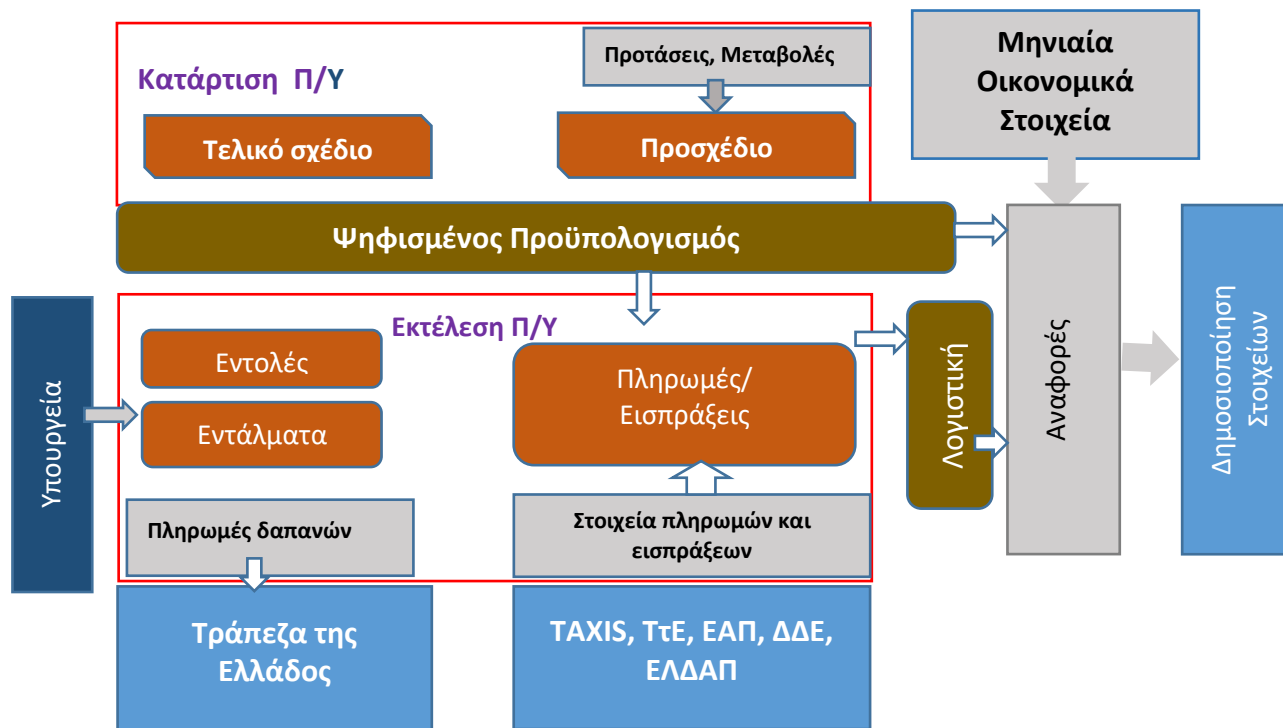 Προτάσεις, Μεταβολές
Κατάρτιση Π/Υ
Τελικό σχέδιο
Προσχέδιο
Μηνιαία
Οικονομικά
Στοιχεία
Ψηφισμένος Προϋπολογισμός
Υπουργεία
Εκτέλεση Π/Υ
Εντολές
Εντάλματα
Πληρωμές/
Εισπράξεις
Λογιστική
Αναφορές
Δημοσιοποίηση
Στοιχείων
Πληρωμές δαπανών
Στοιχεία πληρωμών και
εισπράξεων
Τράπεζα της
Ελλάδος
TAXIS, ΤτΕ, ΕΑΠ, ΔΔΕ,
ΕΛΔΑΠ